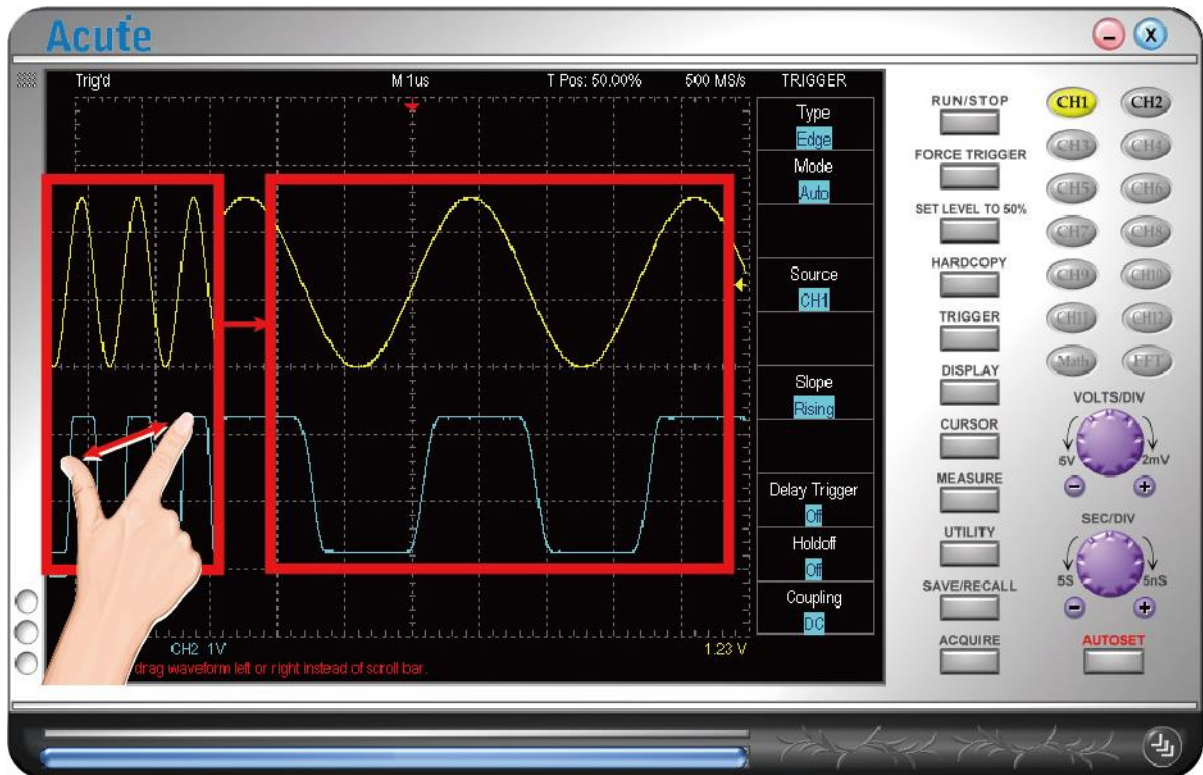 Acute
X
Trig'd M 1us T Pos: 50.00% 500 MS/s TRIGGER
Type
Edge
Mode
Auto
Source
CH1
Slope
Rising
Delay Trigger
Off
Holdoff
Off
Coupling
DC
CH2 1V 1.23 V
drag waveform left or right instead of scroll bar.
RUN/STOP
FORCE TRIGGER
SET LEVEL TO 50%
HARDCOPY
TRIGGER
DISPLAY
CURSOR
MEASURE
UTILITY
SAVE/RECALL
ACQUIRE
CH1 CH2
CH3 CH4
CH5 CH6
CH7 CH8
CH9 CH10
CH11 CH12
Math FFT
VOLTS/DIV
5V 2mV
SEC/DIV
5S 5nS
AUTOSET